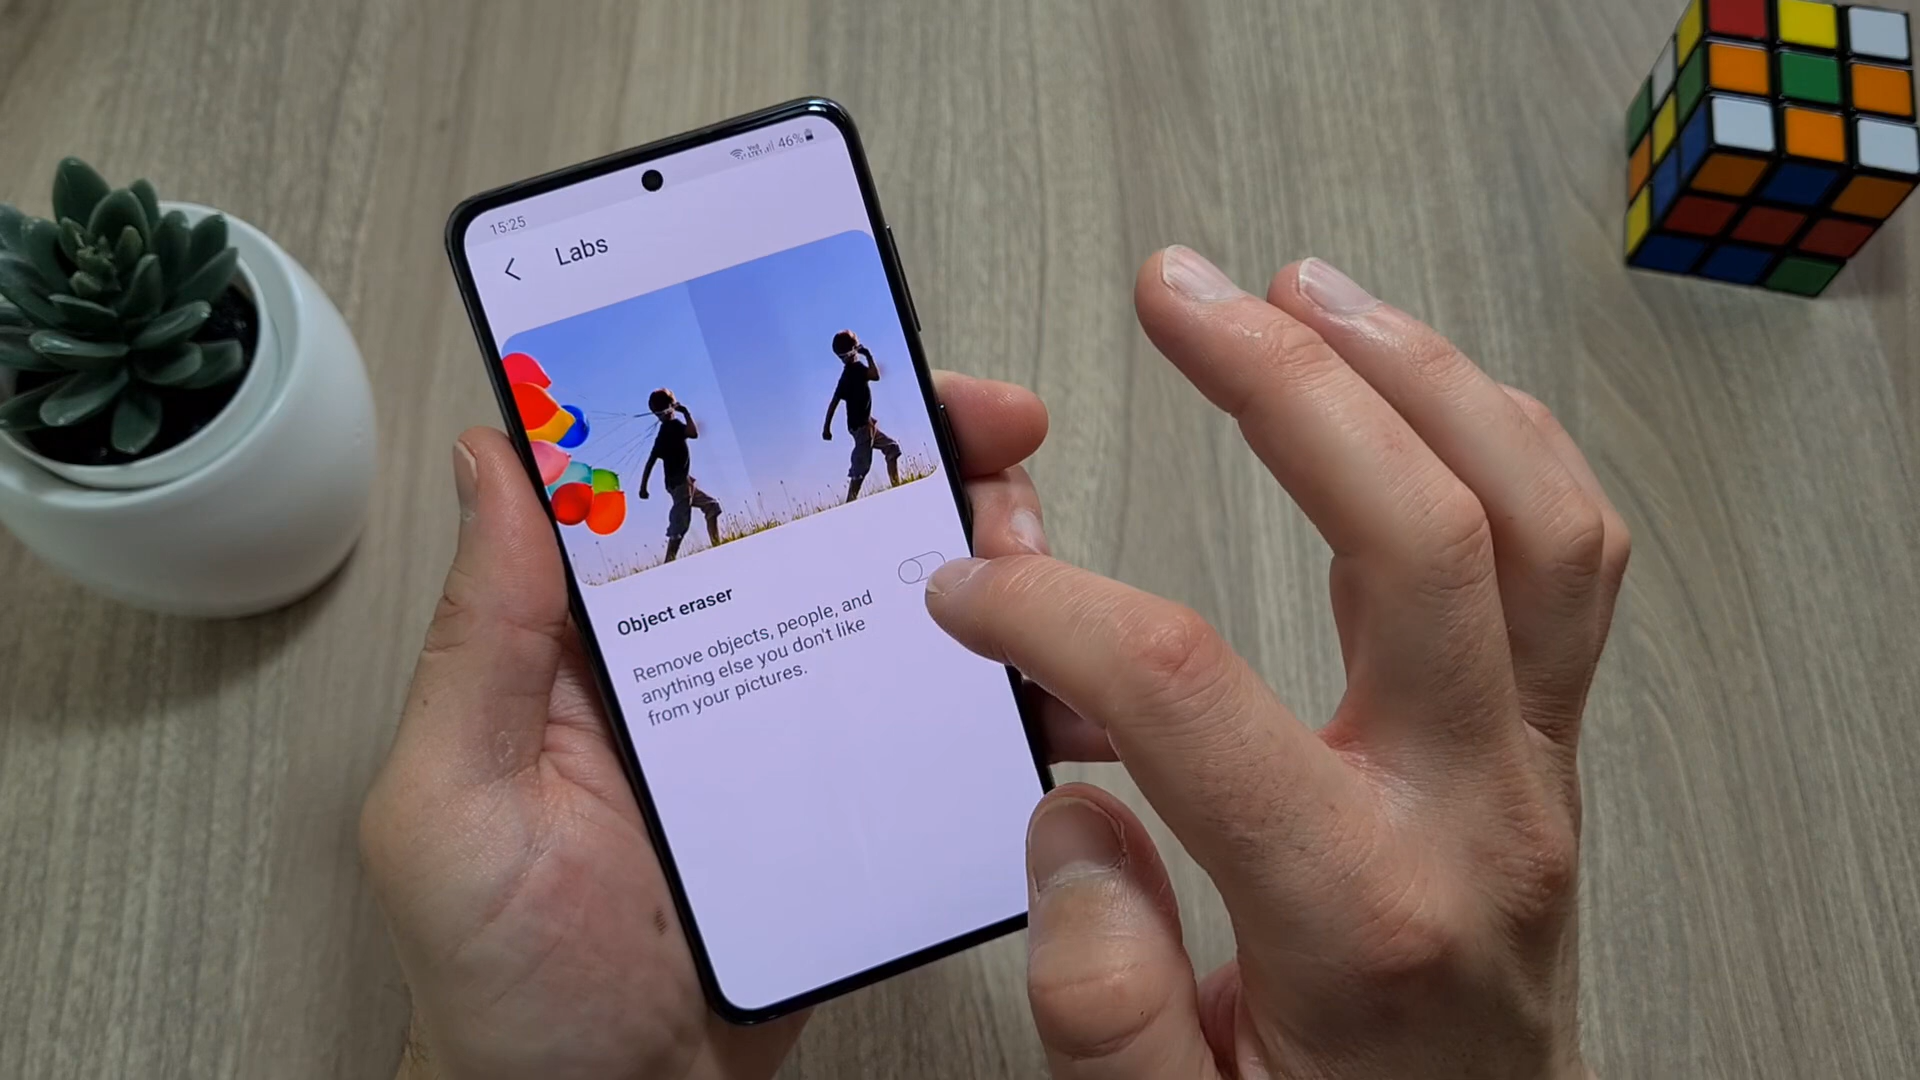 15:25
46%
Labs
Object eraser
Remove objects, people, and
anything else you don't like
from your pictures.